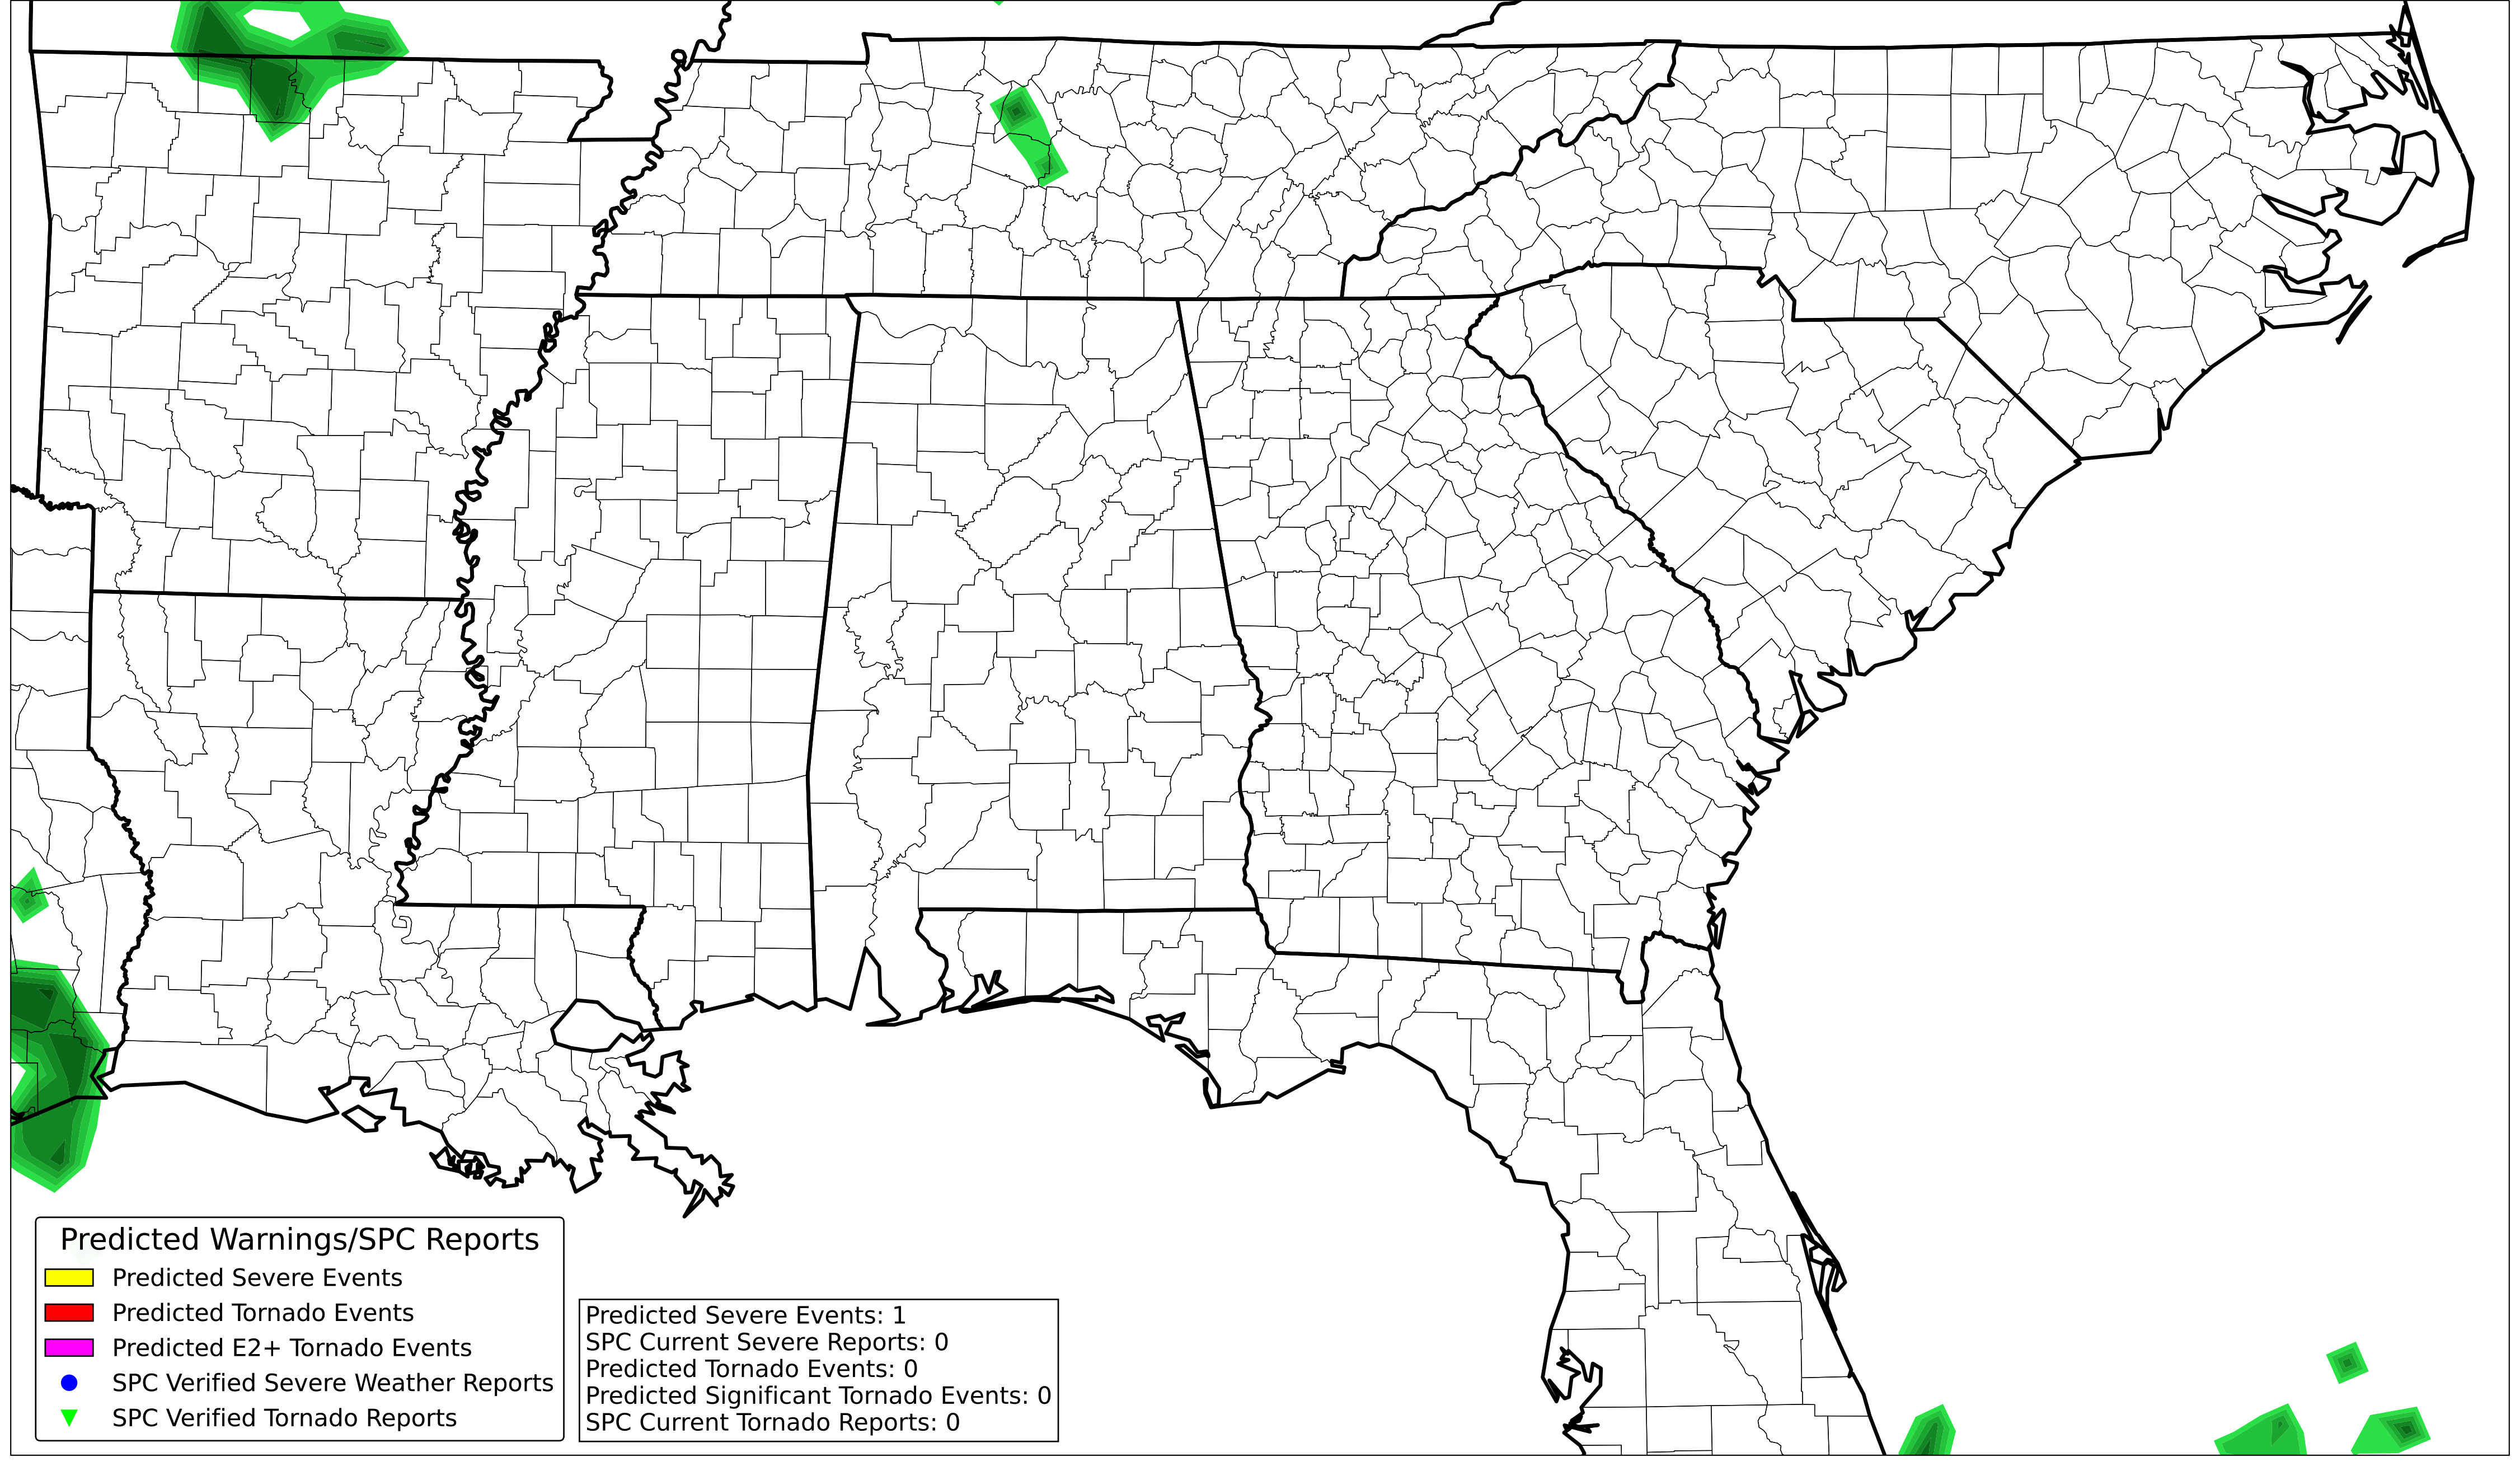 Predicted Warnings/SPC Reports
Predicted Severe Events
Predicted Tornado Events
Predicted E2+ Tornado Events
SPC Verified Severe Weather Reports
SPC Verified Tornado Reports
Predicted Severe Events: 1
SPC Current Severe Reports: 0
Predicted Tornado Events: 0
Predicted Significant Tornado Events: 0
SPC Current Tornado Reports: 0